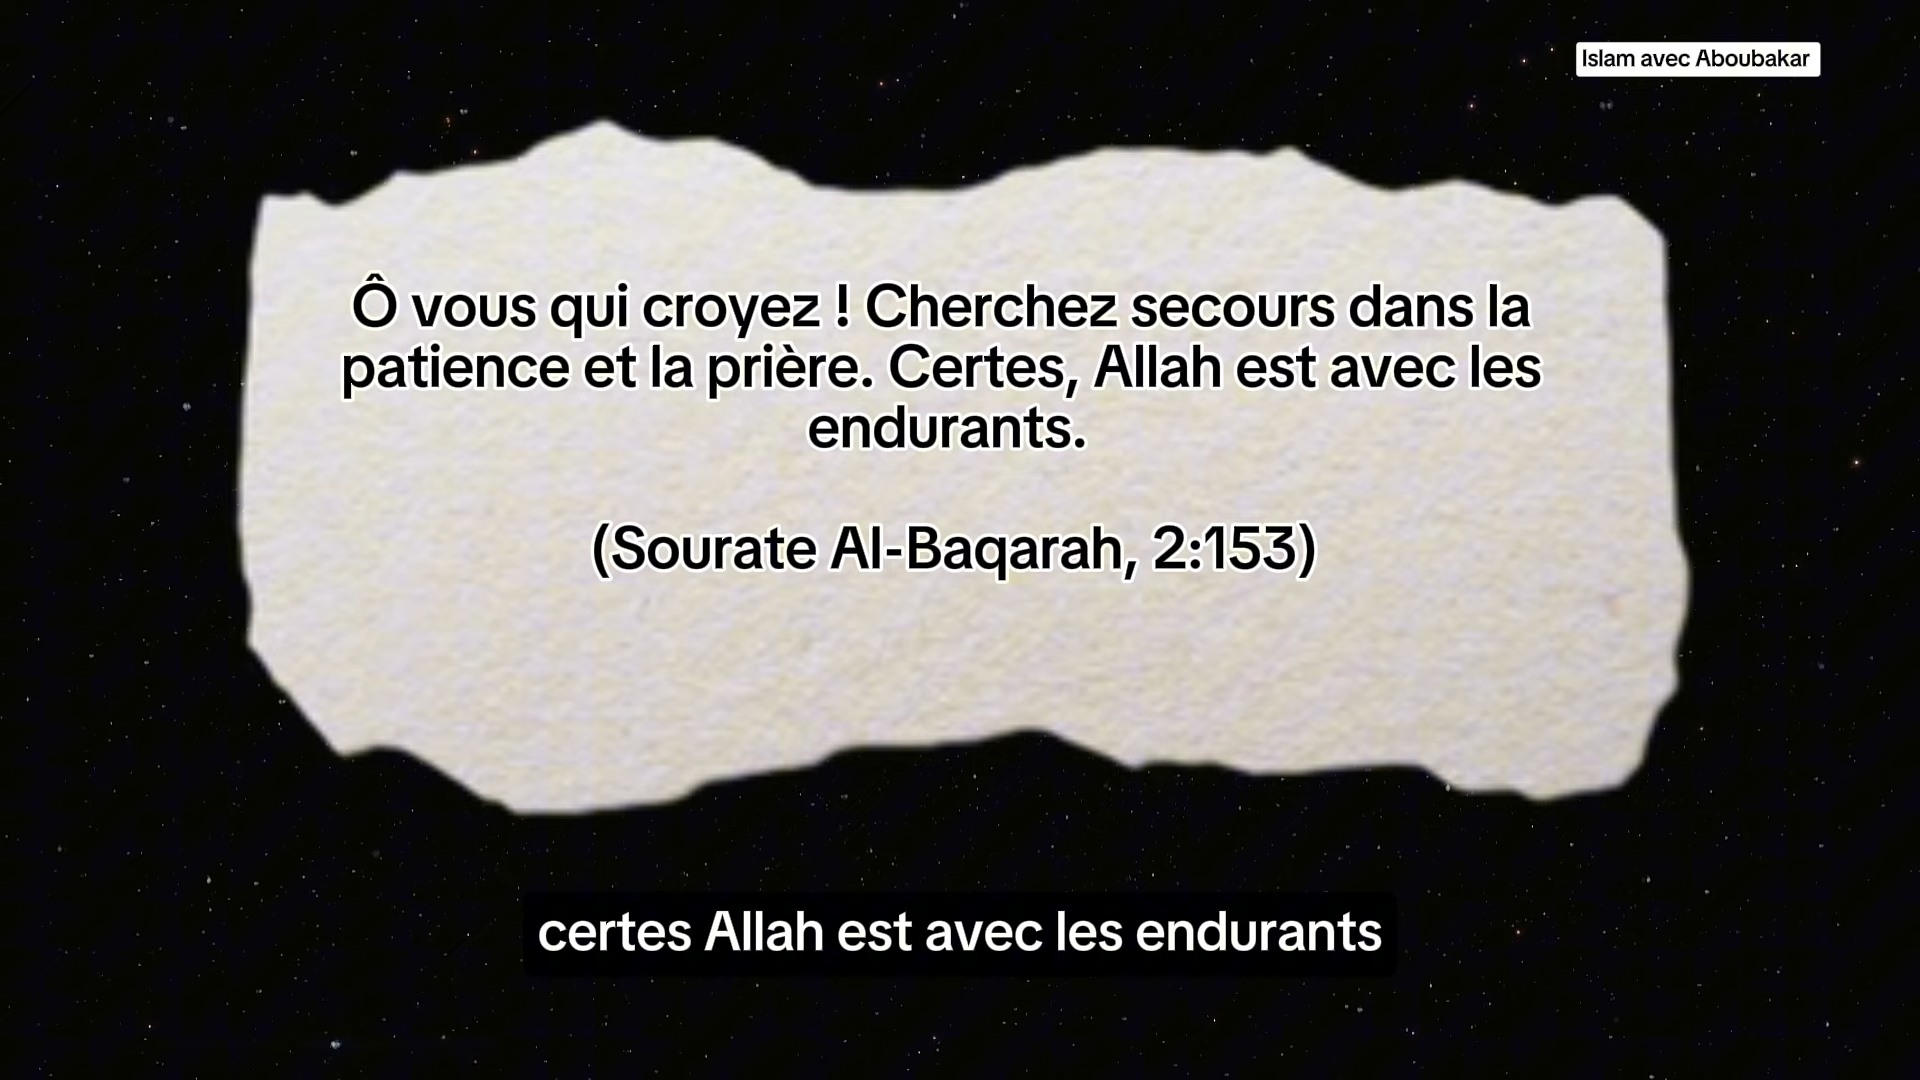 Islam avec Aboubakar
Ô vous qui croyez ! Cherchez secours dans la
patience et la prière. Certes, Allah est avec les
endurants.
(Sourate Al-Baqarah, 2:153)
certes Allah est avec les endurants